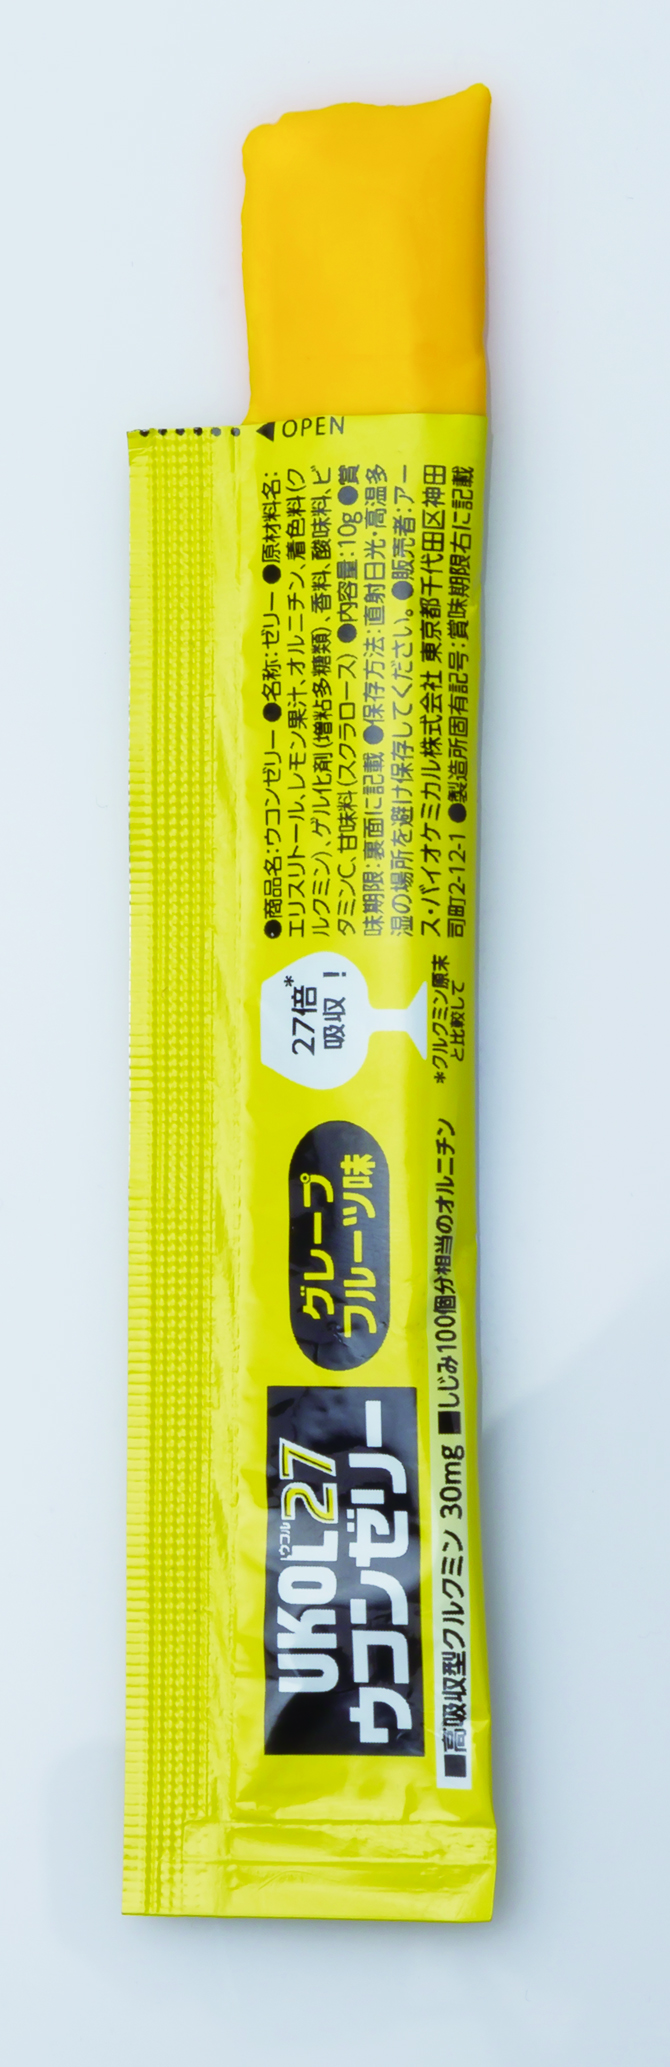 UKOL27
ウコル
ウコンゼリー
■高吸収型クルクミン 30mg ■しじみ100個分相当のオルニチン
グレープ
フルーツ味
27倍*
吸収!
*クルクミン原末
と比較して
●商品名:ウコンゼリー ●名称:ゼリー ●原材料名:
エリスリトール、レモン果汁、オルニチン、着色料(ク
ルクミン)、ゲル化剤(増粘多糖類)、香料、酸味料、ビ
タミンC、甘味料(スクラロース) ●内容量:10g ●賞
味期限:裏面に記載 ●保存方法:直射日光・高温多
湿の場所を避け保存してください。●販売者:アー
ス・バイオケミカル株式会社 東京都千代田区神田
司町2-12-1 ●製造所固有記号:賞味期限右に記載
◀OPEN